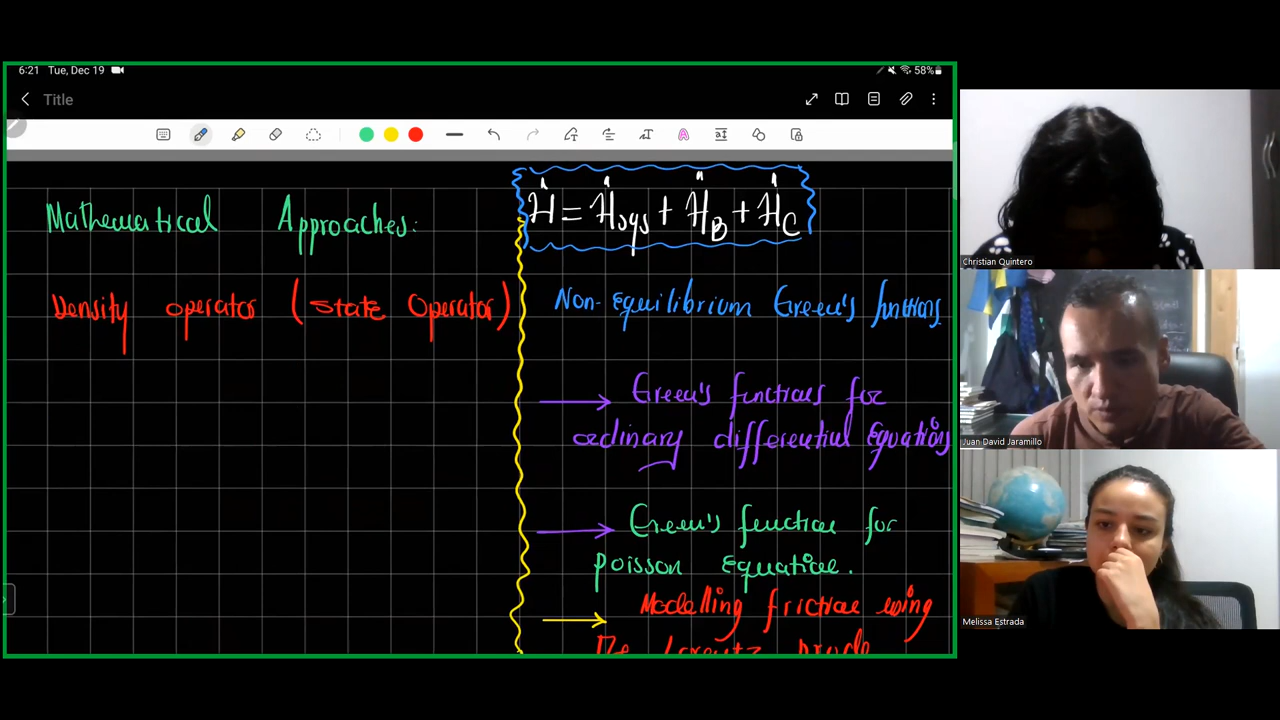 6:21 Tue, Dec 19
58%
Title
Mathematical Approaches:
Density operator (state Operator)
Ĥ = Ĥsys + ĤB + ĤC
Non-Equilibrium Green's functions.
Green's functions for
ordinary differential Equations
Green's function for
poisson Equation.
Modelling friction using
The Lorentz
Christian Quintero
Juan David Jaramillo
Melissa Estrada